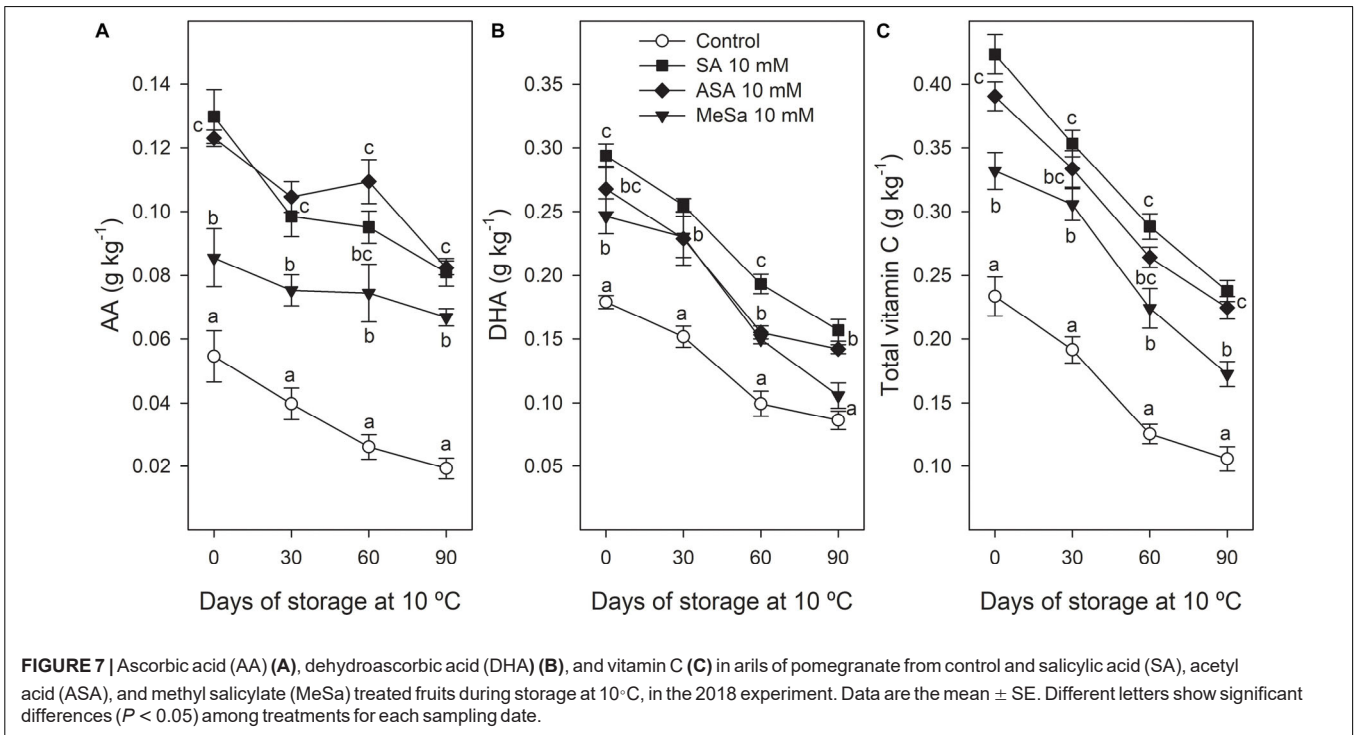 A
AA (g kg-1)
0.14
0.12
0.10
0.08
0.06
0.04
0.02
c
c
c
c
b
b
bc
b
b
a
a
a
a
0 30 60 90
Days of storage at 10 ºC
B
Control
SA 10 mM
ASA 10 mM
MeSa 10 mM
DHA (g kg-1)
0.35
0.30
0.25
0.20
0.15
0.10
0.05
c
bc
b
c
b
c
b
b
a
a
a
a
0 30 60 90
Days of storage at 10 ºC
C
Total vitamin C (g kg-1)
0.40
0.35
0.30
0.25
0.20
0.15
0.10
c
b
c
bc
b
c
bc
b
c
b
a
a
a
a
0 30 60 90
Days of storage at 10 ºC
FIGURE 7 | Ascorbic acid (AA) (A), dehydroascorbic acid (DHA) (B), and vitamin C (C) in arils of pomegranate from control and salicylic acid (SA), acetyl
acid (ASA), and methyl salicylate (MeSa) treated fruits during storage at 10◦C, in the 2018 experiment. Data are the mean ± SE. Different letters show significant
differences (P < 0.05) among treatments for each sampling date.